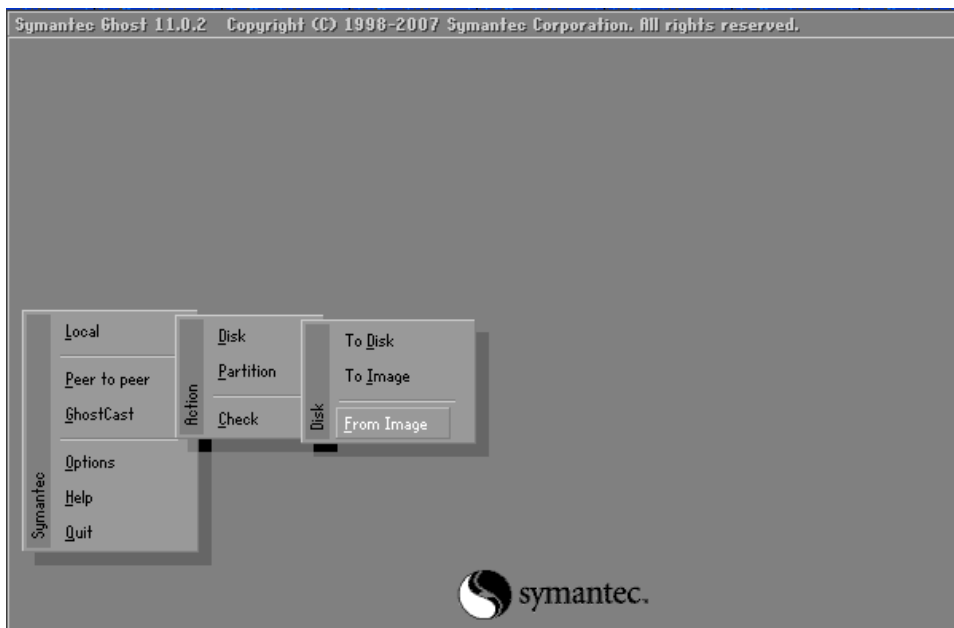 Symantec Ghost 11.0.2   Copyright (C) 1998-2007 Symantec Corporation. All rights reserved.
Symantec
Local
Peer to peer
GhostCast
Options
Help
Quit
Action
Disk
Partition
Check
Disk
To Disk
To Image
From Image
symantec.